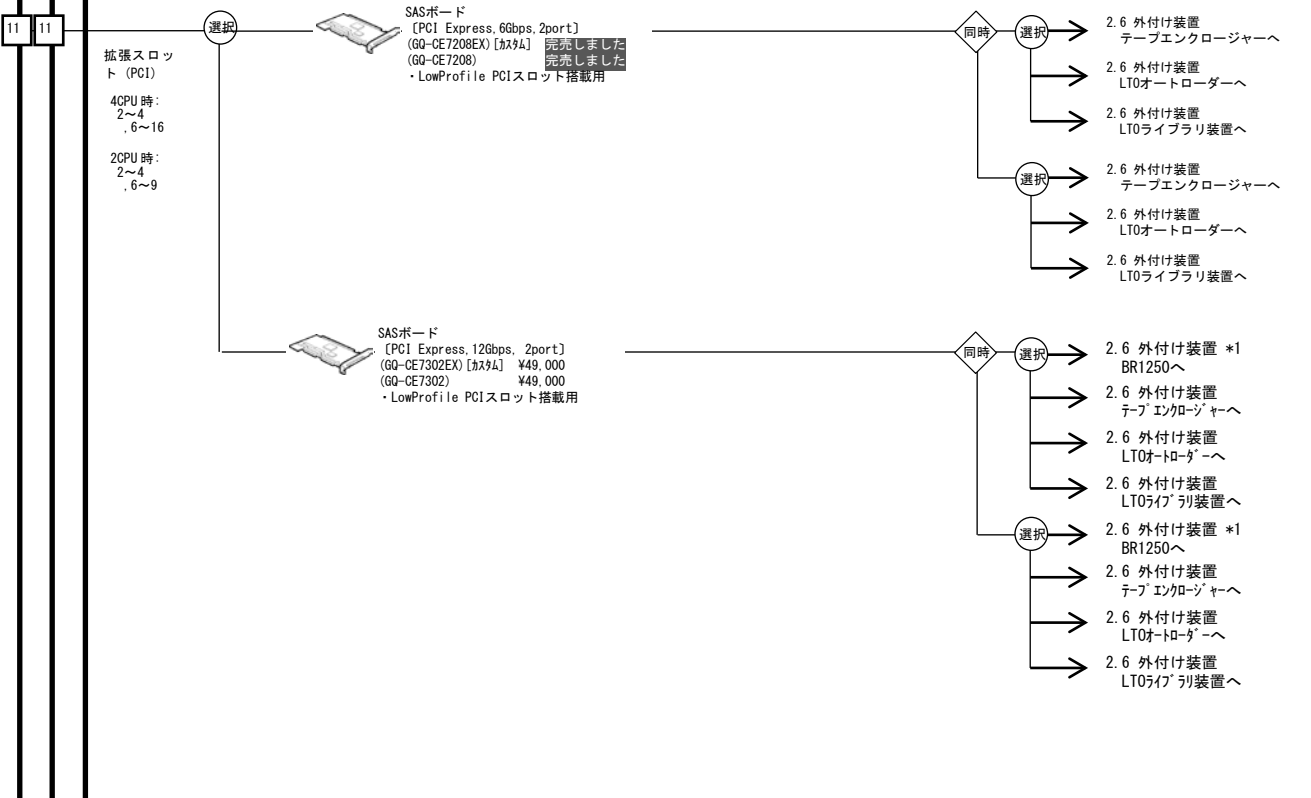 11 11
拡張スロッ
ト (PCI)
4CPU時:
2～4
,6～16
2CPU時:
2～4
,6～9
選択
SASボード
〔PCI Express,6Gbps,2port〕
(GQ-CE7208EX)[ｶｽﾀﾑ] 完売しました
(GQ-CE7208) 完売しました
・LowProfile PCIスロット搭載用
同時
選択
2.6 外付け装置
テープエンクロージャーへ
2.6 外付け装置
LTOオートローダーへ
2.6 外付け装置
LTOライブラリ装置へ
選択
2.6 外付け装置
テープエンクロージャーへ
2.6 外付け装置
LTOオートローダーへ
2.6 外付け装置
LTOライブラリ装置へ
SASボード
〔PCI Express,12Gbps, 2port〕
(GQ-CE7302EX)[ｶｽﾀﾑ] ¥49,000
(GQ-CE7302) ¥49,000
・LowProfile PCIスロット搭載用
同時
選択
2.6 外付け装置 *1
BR1250へ
2.6 外付け装置
ﾃｰﾌﾟｴﾝｸﾛｰｼﾞｬｰへ
2.6 外付け装置
LTOｵｰﾄﾛｰﾀﾞｰへ
2.6 外付け装置
LTOﾗｲﾌﾞﾗﾘ装置へ
選択
2.6 外付け装置 *1
BR1250へ
2.6 外付け装置
ﾃｰﾌﾟｴﾝｸﾛｰｼﾞｬｰへ
2.6 外付け装置
LTOｵｰﾄﾛｰﾀﾞｰへ
2.6 外付け装置
LTOﾗｲﾌﾞﾗﾘ装置へ